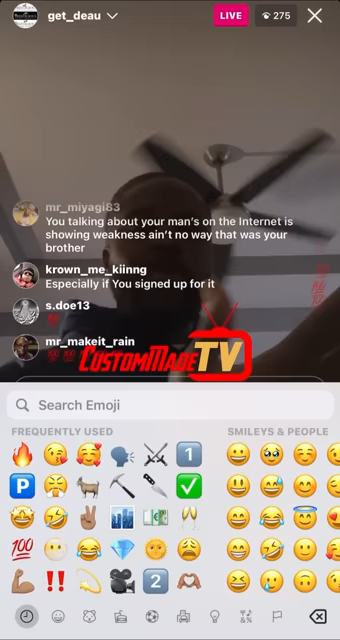 get_deau
LIVE
275
mr_miyagi83
You talking about your man's on the Internet is
showing weakness ain't no way that was your
brother
krown_me_kiinng
Especially if You signed up for it
s.doe13
💯
mr_makeit_rain
CustomMadeTV
Search Emoji
FREQUENTLY USED
SMILEYS & PEOPLE